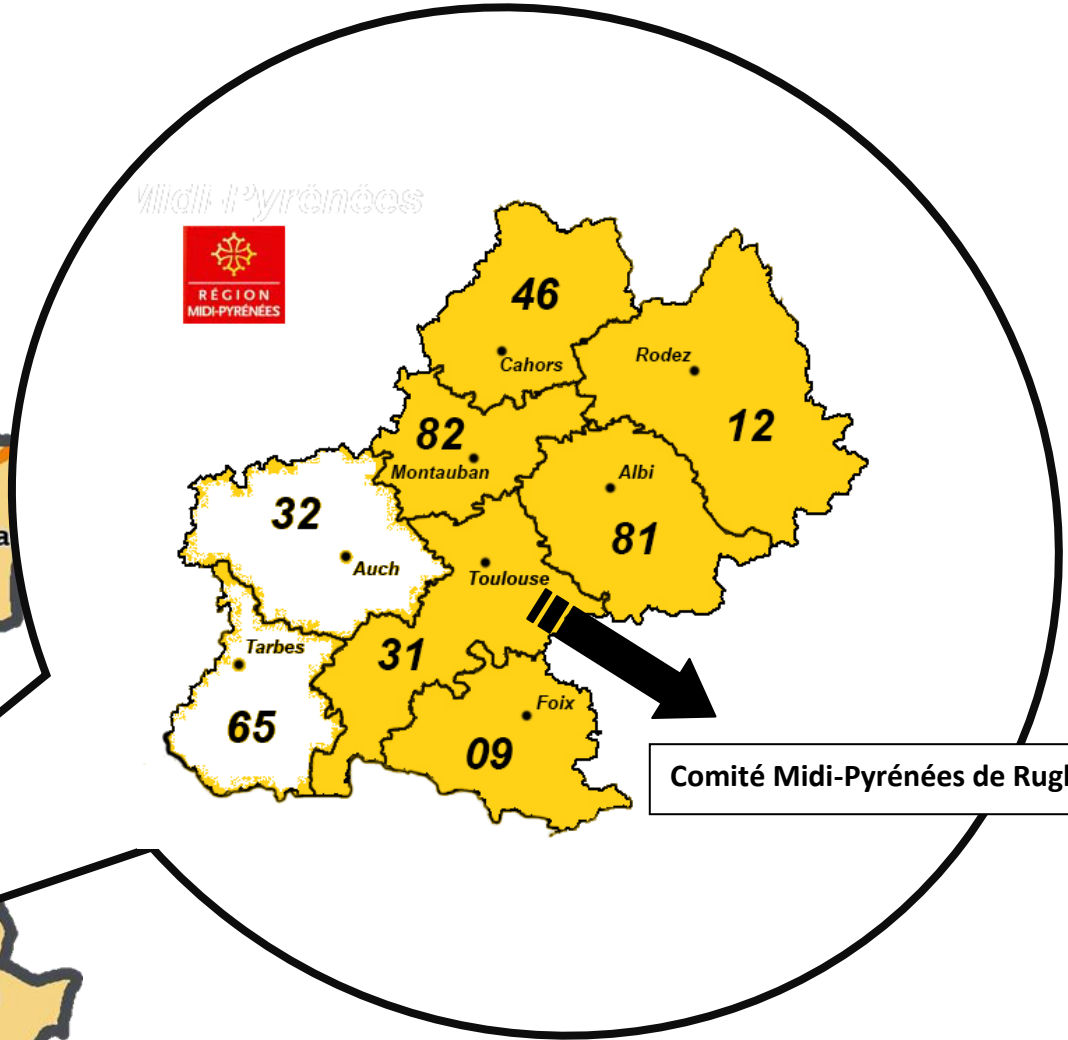 Midi-Pyrénées
RÉGION
MIDI-PYRÉNÉES
46
Cahors
Rodez
12
82
Montauban
Albi
81
32
Auch
Toulouse
Tarbes
31
65
Foix
09
Comité Midi-Pyrénées de Rug
a